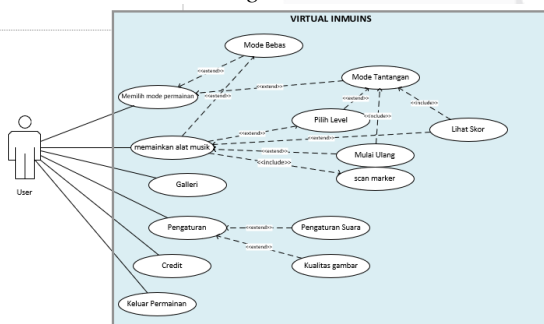 VIRTUAL INMUINS
Mode Bebas
<<extend>>
Mode Tantangan
<<extend>>
Memilih mode permainan
<<extend>>
<<extend>>
<<include>>
Pilih Level
<<extend>>
<<include>>
Lihat Skor
<<extend>>
memainkan alat musik
<<extend>>
Mulai Ulang
<<include>>
scan marker
User
Galleri
Pengaturan
<<extend>>
Pengaturan Suara
<<extend>>
Credit
Kualitas gambar
Keluar Permainan